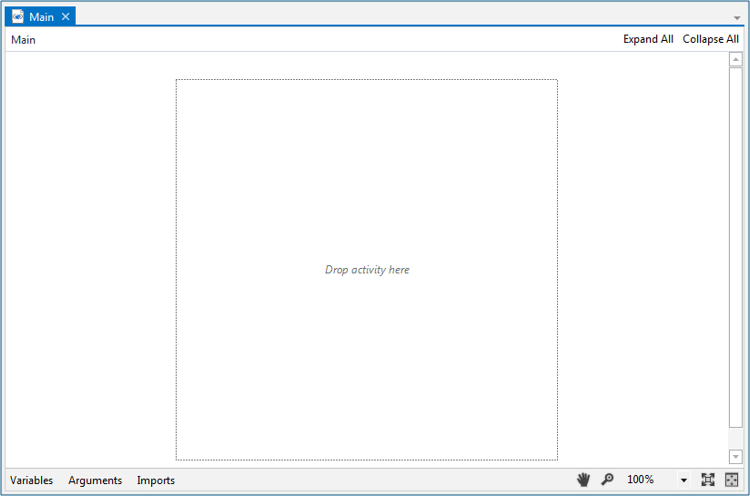 Main
Main Expand All Collapse All
Drop activity here
Variables Arguments Imports 100%